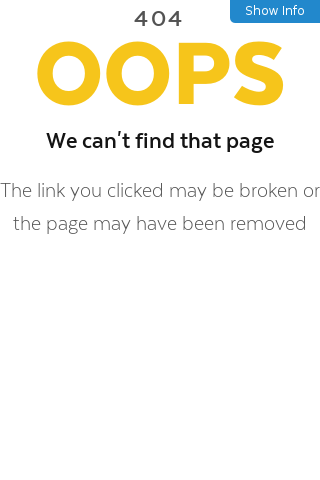 404
Show Info
OOPS
We can't find that page
The link you clicked may be broken or
the page may have been removed